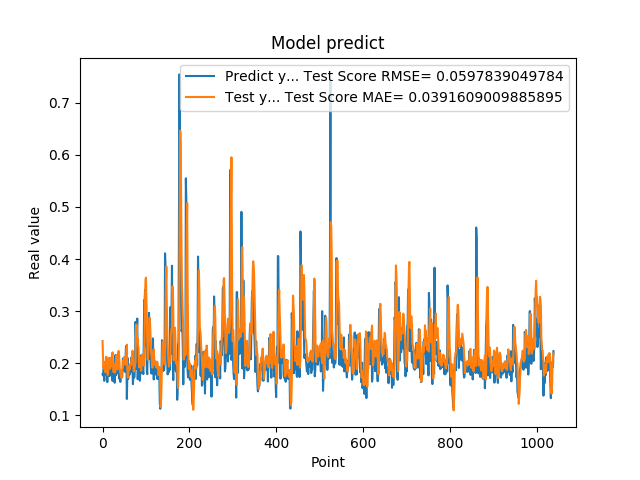 Model predict
Predict y... Test Score RMSE= 0.0597839049784
Test y... Test Score MAE= 0.0391609009885895
Real value
0.7
0.6
0.5
0.4
0.3
0.2
0.1
0
200
400
600
800
1000
Point